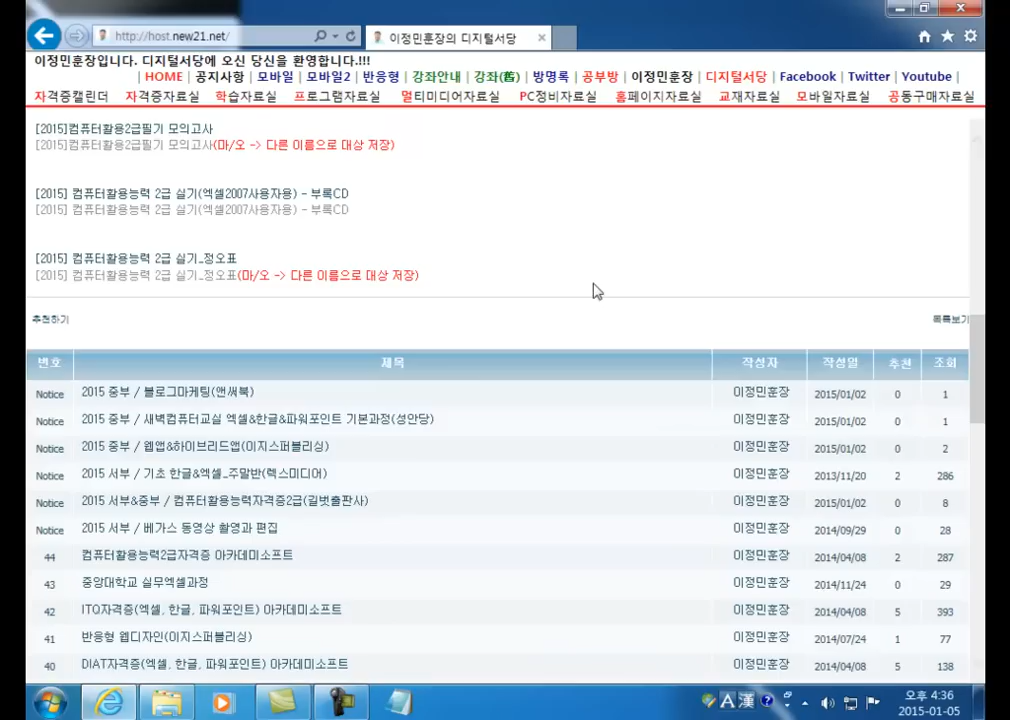 http://host.new21.net/
이정민훈장의 디지털서당
이정민훈장입니다. 디지털서당에 오신 당신을 환영합니다.!!!
| HOME | 공지사항 | 모바일 | 모바일2 | 반응형 | 강좌안내 | 강좌(舊) | 방명록 | 공부방 | 이정민훈장 | 디지털서당 | Facebook | Twitter | Youtube |
자격증캘린더 자격증자료실 학습자료실 프로그램자료실 멀티미디어자료실 PC정비자료실 홈페이지자료실 교재자료실 모바일자료실 공동구매자료실
[2015]컴퓨터활용2급필기 모의고사
[2015]컴퓨터활용2급필기 모의고사(마/오 -> 다른 이름으로 대상 저장)
[2015] 컴퓨터활용능력 2급 실기(엑셀2007사용자용) - 부록CD
[2015] 컴퓨터활용능력 2급 실기(엑셀2007사용자용) - 부록CD
[2015] 컴퓨터활용능력 2급 실기_정오표
[2015] 컴퓨터활용능력 2급 실기_정오표(마/오 -> 다른 이름으로 대상 저장)
추천하기 목록보기
번호 제목 작성자 작성일 추천 조회
Notice 2015 중부 / 블로그마케팅(앤써북) 이정민훈장 2015/01/02 0 1
Notice 2015 중부 / 새벽컴퓨터교실 엑셀&한글&파워포인트 기본과정(성안당) 이정민훈장 2015/01/02 0 1
Notice 2015 중부 / 웹앱&하이브리드앱(이지스퍼블리싱) 이정민훈장 2015/01/02 0 2
Notice 2015 서부 / 기초 한글&엑셀_주말반(렉스미디어) 이정민훈장 2013/11/20 2 286
Notice 2015 서부&중부 / 컴퓨터활용능력자격증2급(길벗출판사) 이정민훈장 2015/01/02 0 8
Notice 2015 서부 / 베가스 동영상 촬영과 편집 이정민훈장 2014/09/29 0 28
44 컴퓨터활용능력2급자격증 아카데미소프트 이정민훈장 2014/04/08 2 287
43 중앙대학교 실무엑셀과정 이정민훈장 2014/11/24 0 29
42 ITQ자격증(엑셀, 한글, 파워포인트) 아카데미소프트 이정민훈장 2014/04/08 5 393
41 반응형 웹디자인(이지스퍼블리싱) 이정민훈장 2014/07/24 1 77
40 DIAT자격증(엑셀, 한글, 파워포인트) 아카데미소프트 이정민훈장 2014/04/08 5 138
A 漢
오후 4:36
2015-01-05